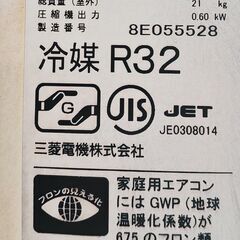 総質量（室外） 21 kg
圧縮機出力 0.60 kW
製造番号 8E055528
冷媒 R32
G
JIS
JET
JE0308014
三菱電機株式会社
フロンの見える化
家庭用エアコン
にはGWP（地球
温暖化係数）が
675のフロン類